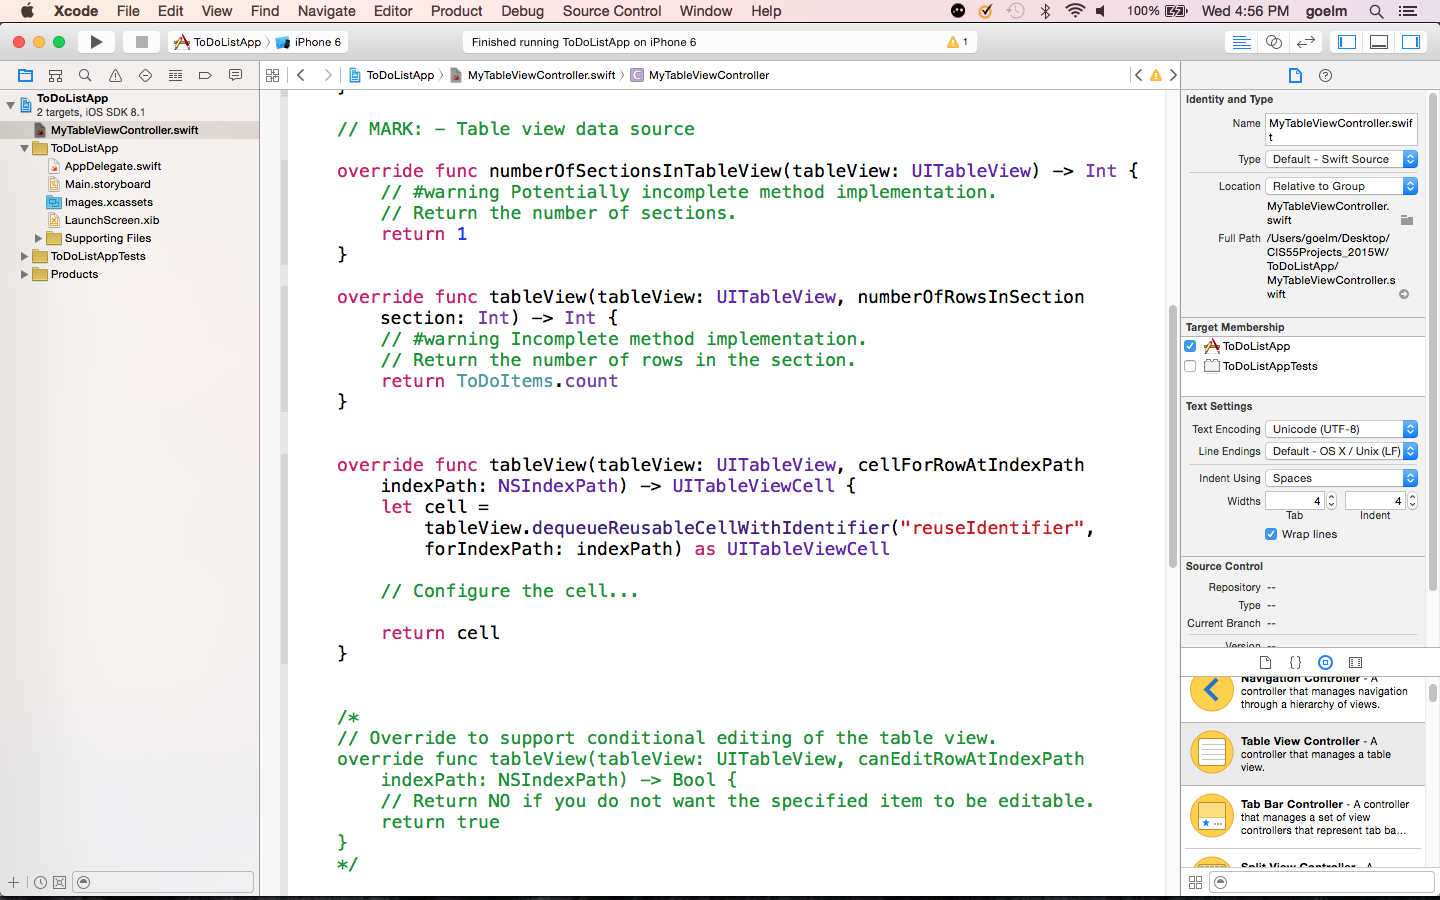 Xcode File Edit View Find Navigate Editor Product Debug Source Control Window Help 100% Wed 4:56 PM goelm
ToDoListApp iPhone 6 Finished running ToDoListApp on iPhone 6 1
ToDoListApp MyTableViewController.swift C MyTableViewController
ToDoListApp
2 targets, iOS SDK 8.1
MyTableViewController.swift
ToDoListApp
AppDelegate.swift
Main.storyboard
Images.xcassets
LaunchScreen.xib
Supporting Files
ToDoListAppTests
Products
}
// MARK: - Table view data source
override func numberOfSectionsInTableView(tableView: UITableView) -> Int {
// #warning Potentially incomplete method implementation.
// Return the number of sections.
return 1
}
override func tableView(tableView: UITableView, numberOfRowsInSection
section: Int) -> Int {
// #warning Incomplete method implementation.
// Return the number of rows in the section.
return ToDoItems.count
}
override func tableView(tableView: UITableView, cellForRowAtIndexPath
indexPath: NSIndexPath) -> UITableViewCell {
let cell =
tableView.dequeueReusableCellWithIdentifier("reuseIdentifier",
forIndexPath: indexPath) as UITableViewCell
// Configure the cell...
return cell
}
/*
// Override to support conditional editing of the table view.
override func tableView(tableView: UITableView, canEditRowAtIndexPath
indexPath: NSIndexPath) -> Bool {
// Return NO if you do not want the specified item to be editable.
return true
}
*/
Identity and Type
Name MyTableViewController.swif
t
Type Default - Swift Source
Location Relative to Group
MyTableViewController.
swift
Full Path /Users/goelm/Desktop/
CIS55Projects_2015W/
ToDoListApp/
MyTableViewController.s
wift
Target Membership
ToDoListApp
ToDoListAppTests
Text Settings
Text Encoding Unicode (UTF-8)
Line Endings Default - OS X / Unix (LF)
Indent Using Spaces
Widths 4 4
Tab Indent
Wrap lines
Source Control
Repository --
Type --
Current Branch --
Version --
{}
Navigation Controller - A
controller that manages navigation
through a hierarchy of views.
Table View Controller - A
controller that manages a table
view.
Tab Bar Controller - A controller
that manages a set of view
controllers that represent tab ba...
Split View Controller - A